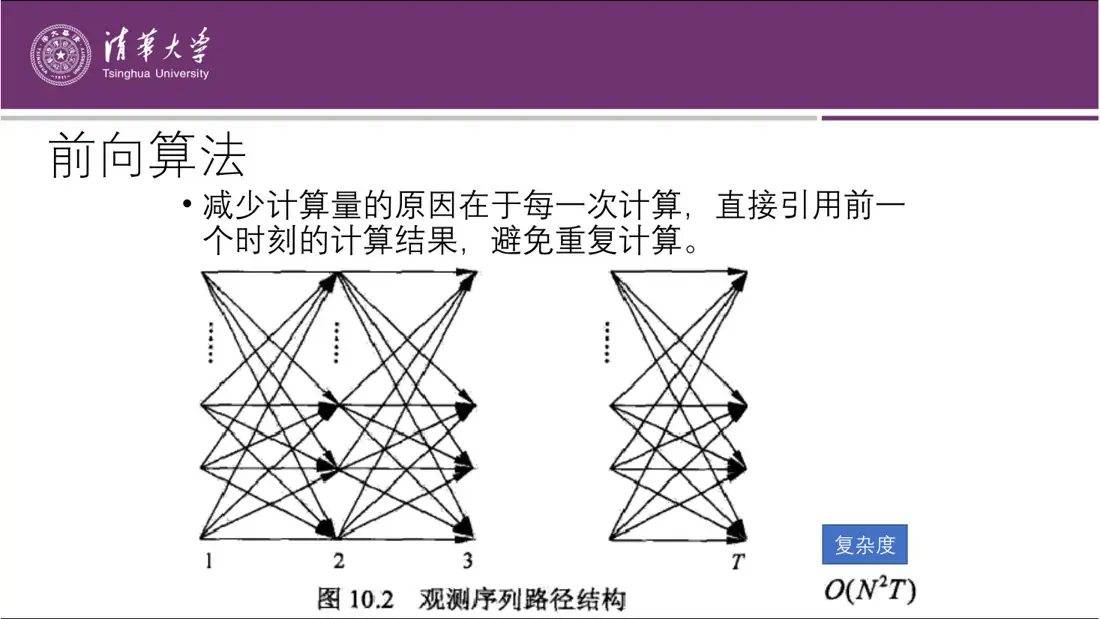 清华大学
Tsinghua University
前向算法
• 减少计算量的原因在于每一次计算，直接引用前一
个时刻的计算结果，避免重复计算。
1 2 3 T
图 10.2 观测序列路径结构
复杂度
O(N²T)